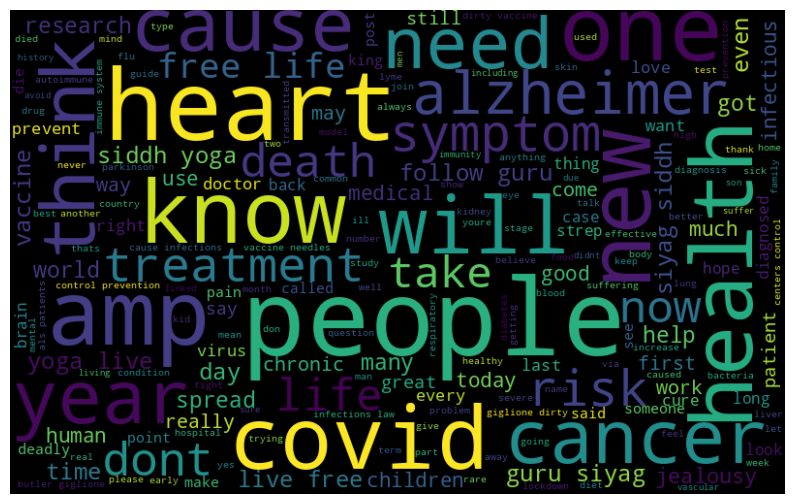 research
cause
post
still
dirty vaccine
one
died
type
mind
flu
history
autoimmune
die
guide
avoid
immune system
drug
prevent
never
parkinson
think
free life
king
need
men
lyme
join
always
including
even
skin
used
test
love
prevention
infectious
heart
may
transmitted
alzheimer
got
symptom
model
two
immunity
anything
want
high
thank
home
vaccine
siddh yoga
death
follow guru
thing
due
diagnosis
sick
family
way
use
doctor
back
common
show
eye
come
talk
son
country
right
medical
kidney
case
effective
suffer
best
another
thats
cause infections
vaccine needles
ill
youre
stage
strep
better
much
new
siyag siddh
diagnosed
know
will
number
believe
food
didnt
body
health
world
treatment
study
take
good
keep
hope
lung
control prevention
pain
called
linked
month
well
suffering
blood
centers control
amp
say
kid
mean
don
question
respiratory
diabetes
getting
people
now
see
increase
brain
mental
als patients
virus
help
patient
yoga live
day
chronic
many
healthy
last
via
first
caused
bacteria
living condition
fight
man
great
today
severe
name
risk
work
cure
long
year
spread
life
every
said
someone
liver
let
really
sure
infections law
problem
giglione dirty
human
point
trying
give
going
feel
look
week
deadly
real
dont
hospital
covid
part
away
cancer
time
yes
term
rare
butler giglione
please early
make
live free
children
lockdown
diet
guru siyag
vascular
jealousy